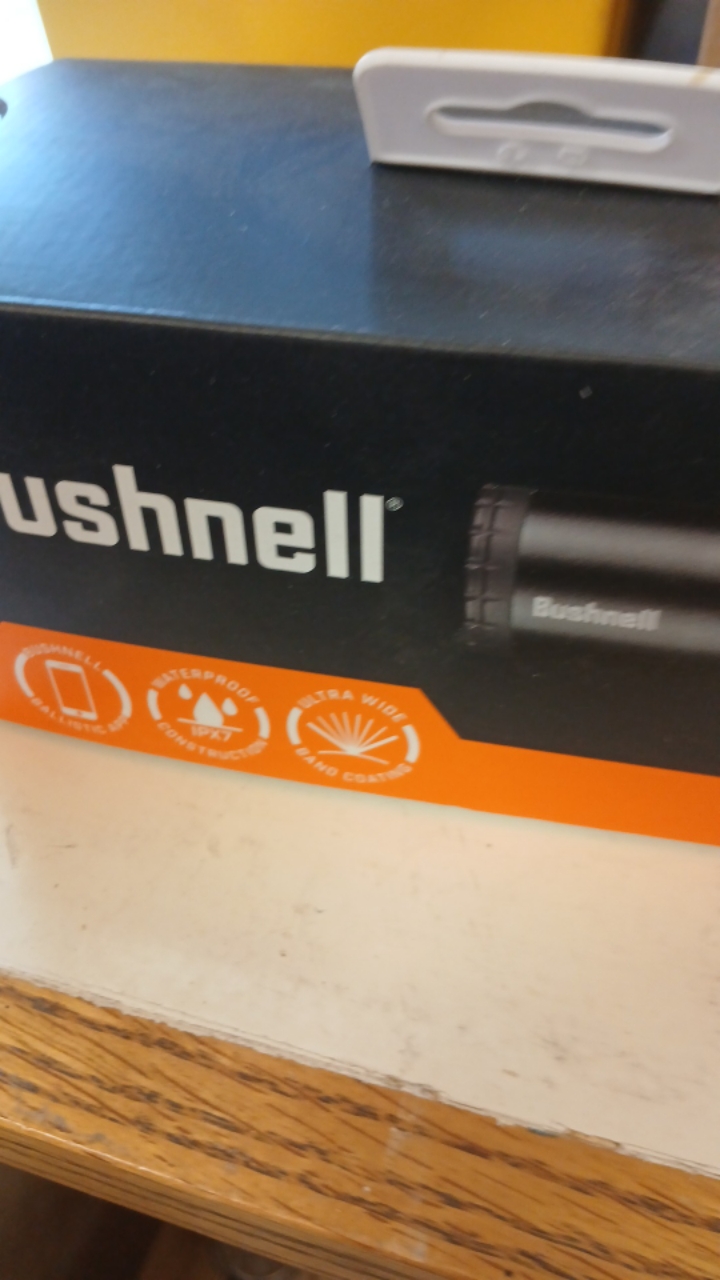 ushnell®
Bushnell
BUSHNELL
BALLISTIC APP
WATERPROOF
IPX7
CONSTRUCTION
ULTRA WIDE
BAND COATING